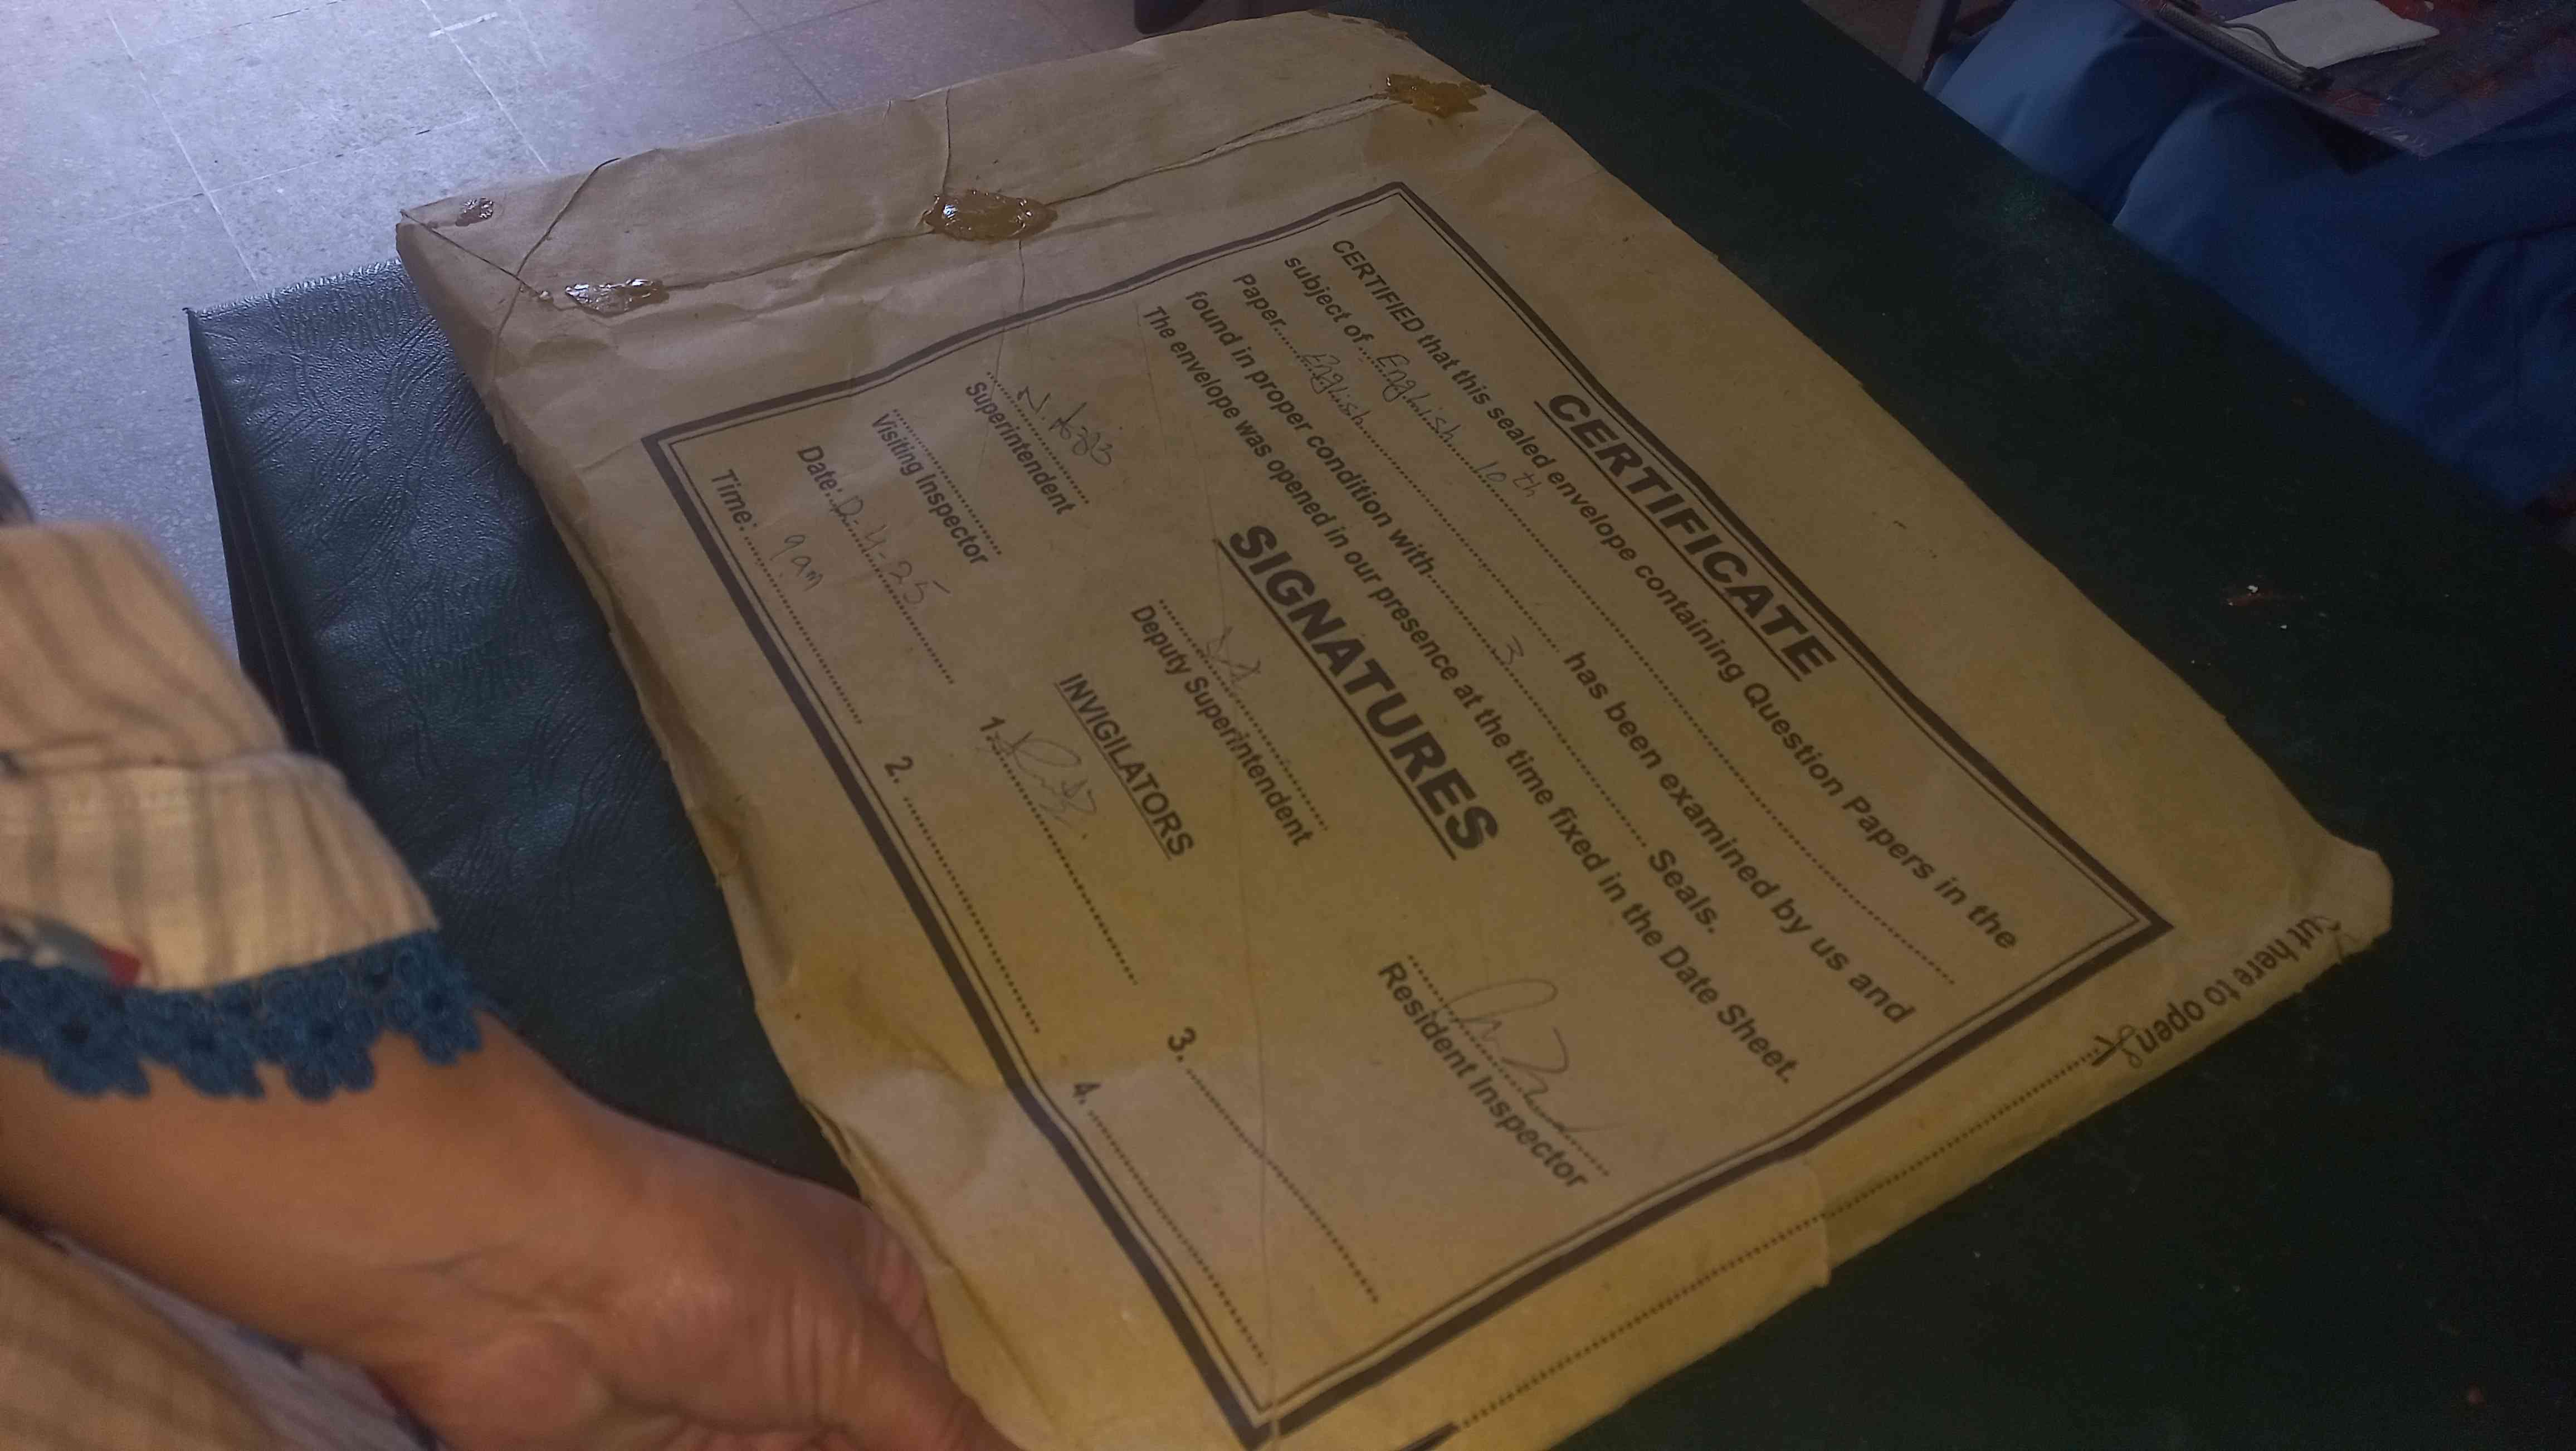 CERTIFICATE
CERTIFIED that this sealed envelope containing Question Papers in the
subject of English 10th
Paper English has been examined by us and
found in proper condition with 3 Seals.
The envelope was opened in our presence at the time fixed in the Date Sheet.
SIGNATURES
Superintendent
Deputy Superintendent
Resident Inspector
Visiting Inspector
INVIGILATORS
Date:
1.
3.
Time: 9am
2.
4.
Cut here to open